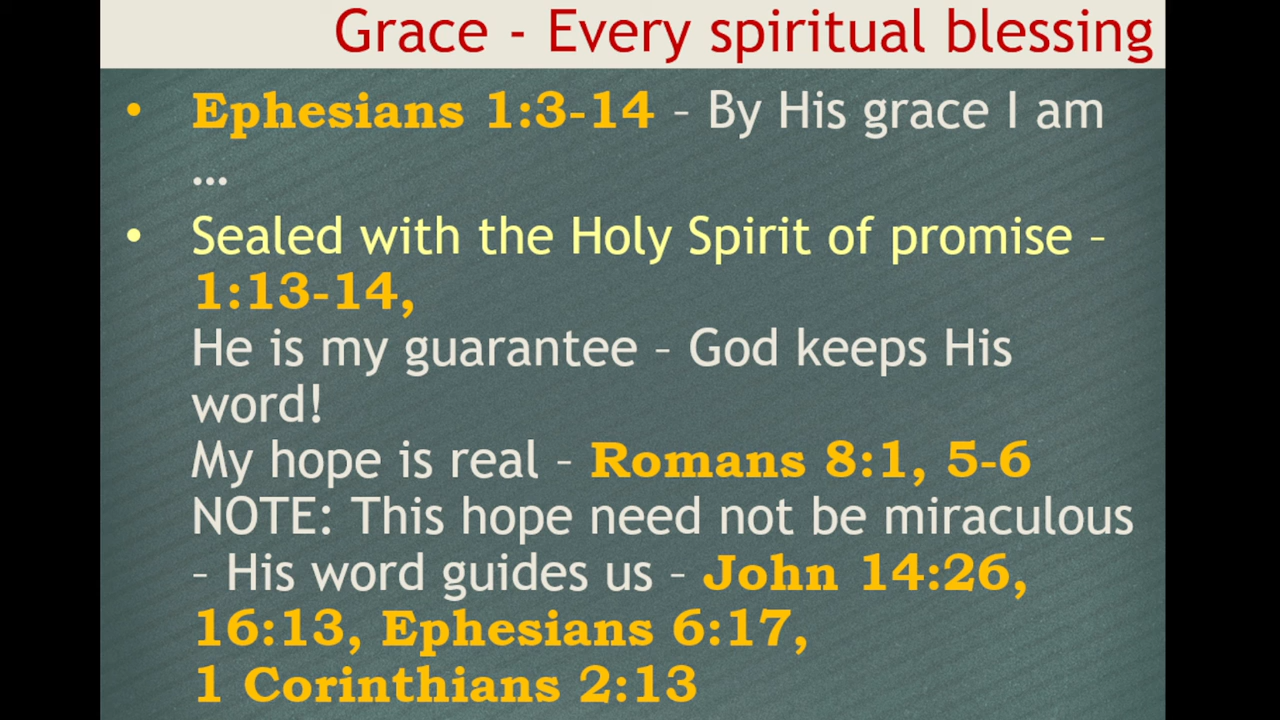 Grace - Every spiritual blessing
• Ephesians 1:3-14 – By His grace I am
…
• Sealed with the Holy Spirit of promise –
1:13-14,
He is my guarantee – God keeps His
word!
My hope is real – Romans 8:1, 5-6
NOTE: This hope need not be miraculous
– His word guides us – John 14:26,
16:13, Ephesians 6:17,
1 Corinthians 2:13